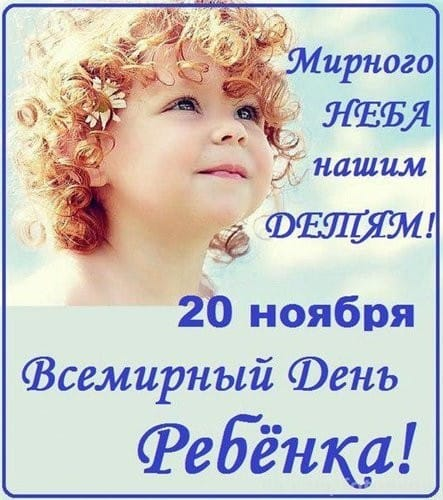 Мирного
НЕБА
нашим
ДЕТЯМ!
20 ноября
Всемирный День
Ребёнка!